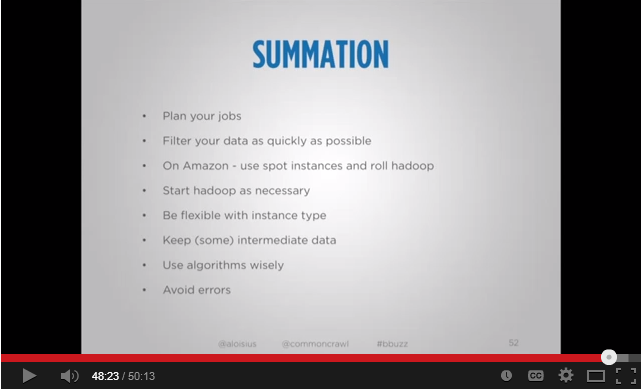 SUMMATION
• Plan your jobs
• Filter your data as quickly as possible
• On Amazon - use spot instances and roll hadoop
• Start hadoop as necessary
• Be flexible with instance type
• Keep (some) intermediate data
• Use algorithms wisely
• Avoid errors
@aloisius @commoncrawl #bbuzz 52
48:23 / 50:13 CC